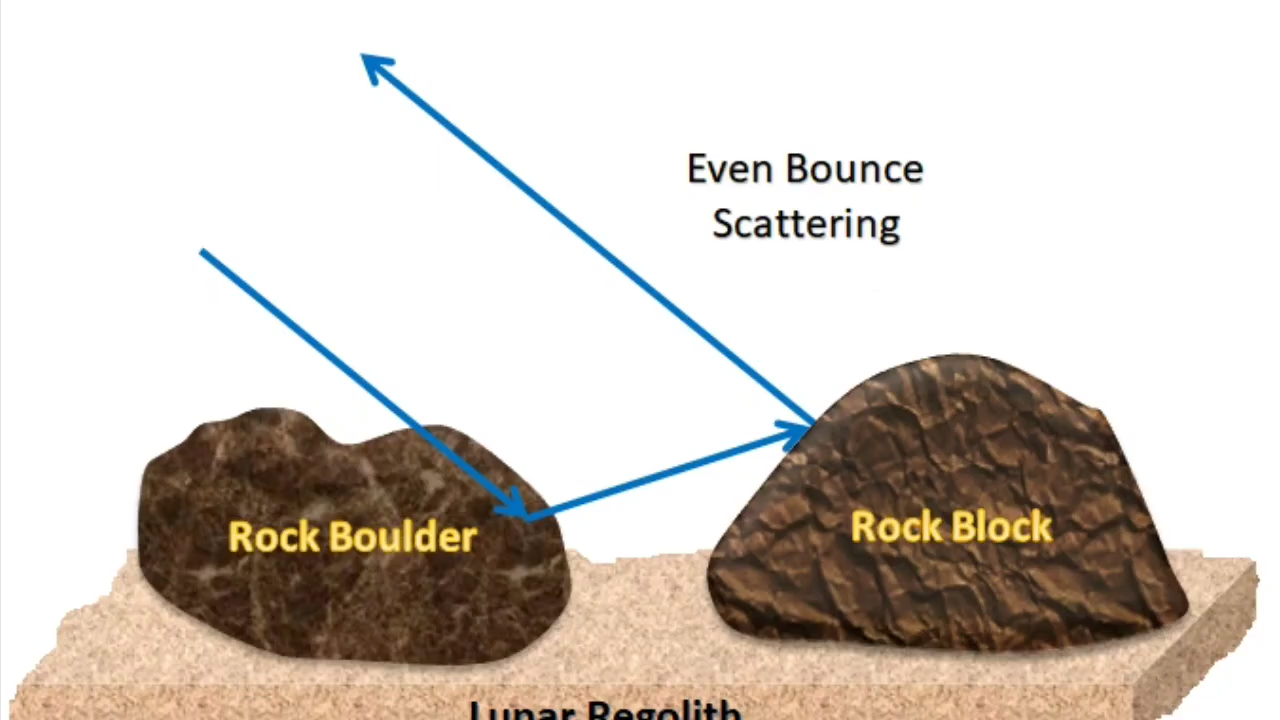 Even Bounce
Scattering
Rock Boulder
Rock Block
Lunar Regolith